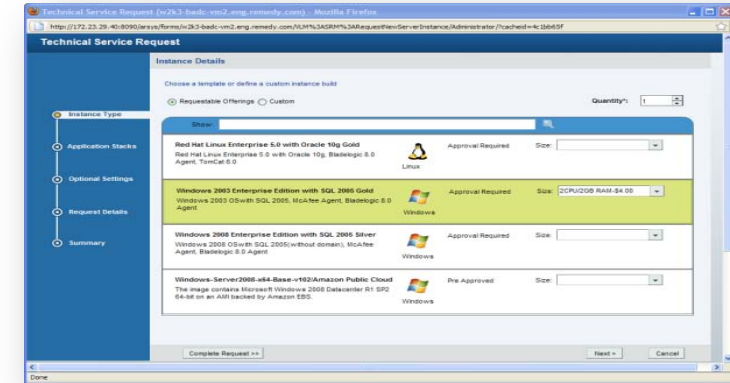 Technical Service Request (w2k3-badc-vm2.eng.remedy.com) - Mozilla Firefox
Technical Service Request
Instance Details
Choose a template or define a custom instance build
Requestable Offerings Custom
Quantity*: 1
Instance Type
Application Stacks
Optional Settings
Request Details
Summary
Show:
Red Hat Linux Enterprise 5.0 with Oracle 10g Gold
Red Hat Linux Enterprise 5.0 with Oracle 10g, Bladelogic 8.0
Agent, TomCat 6.0
Linux
Approval Required
Size:
Windows 2003 Enterprise Edition with SQL 2005 Gold
Windows 2003 OSwith SQL 2005, McAfee Agent, Bladelogic 8.0
Agent
Windows
Approval Required
Size: 2CPU/2GB RAM-$4.00
Windows 2008 Enterprise Edition with SQL 2005 Silver
Windows 2008 OSwith SQL 2005(without domain), McAfee
Agent, Bladelogic 8.0 Agent
Windows
Approval Required
Size:
Windows-Server2008-x64-Base-v102/Amazon Public Cloud
The image contains Microsoft Windows 2008 Datacenter R1 SP2
64-bit on an AMI backed by Amazon EBS.
Windows
Pre Approved
Size:
Complete Request >>
Next >
Cancel
Done